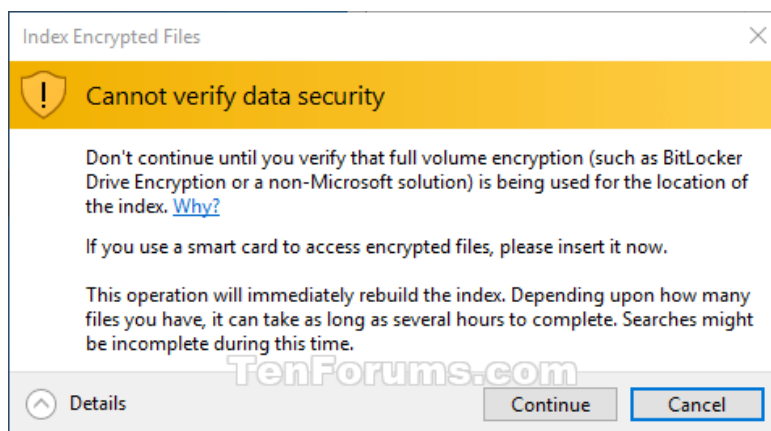 Index Encrypted Files
Cannot verify data security
Don't continue until you verify that full volume encryption (such as BitLocker
Drive Encryption or a non-Microsoft solution) is being used for the location of
the index. Why?
If you use a smart card to access encrypted files, please insert it now.
This operation will immediately rebuild the index. Depending upon how many
files you have, it can take as long as several hours to complete. Searches might
be incomplete during this time.
TenForums.com
Details
Continue
Cancel